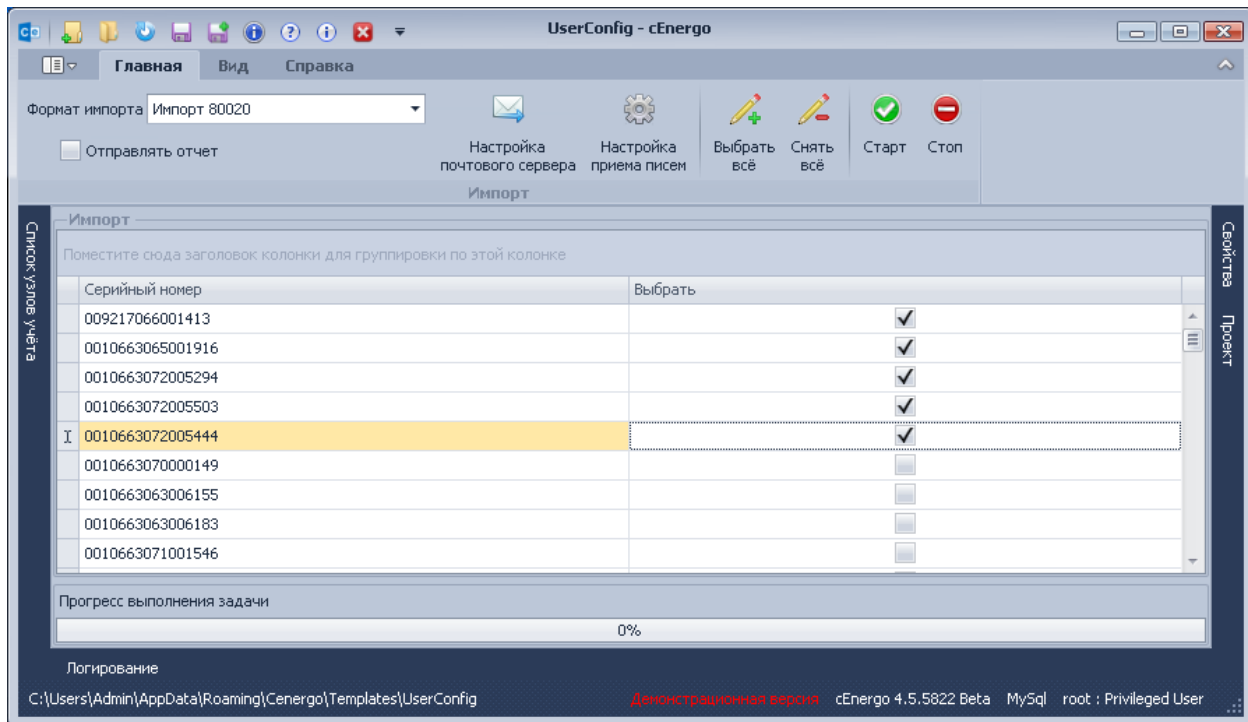 UserConfig - cEnergo
Главная Вид Справка
Формат импорта Импорт 80020
Отправлять отчет
Настройка почтового сервера
Настройка приема писем
Выбрать всё
Снять всё
Старт
Стоп
Импорт
Список узлов учёта
Импорт
Поместите сюда заголовок колонки для группировки по этой колонке
Серийный номер Выбрать
009217066001413
0010663065001916
0010663072005294
0010663072005503
0010663072005444
0010663070000149
0010663063006155
0010663063006183
0010663071001546
Свойства
Проект
Прогресс выполнения задачи
0%
Логирование
C:\Users\Admin\AppData\Roaming\Cenergo\Templates\UserConfig Демонстрационная версия cEnergo 4.5.5822 Beta MySql root : Privileged User